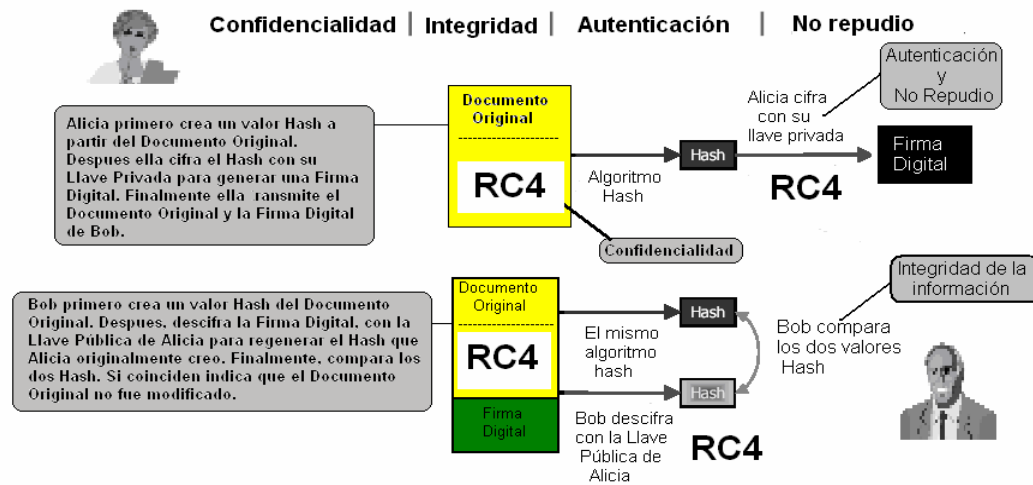 Confidencialidad | Integridad | Autenticación | No repudio
Alicia primero crea un valor Hash a
partir del Documento Original.
Despues ella cifra el Hash con su
Llave Privada para generar una Firma
Digital. Finalmente ella ransmite el
Documento Original y la Firma Digital
de Bob.
Documento
Original
RC4
Confidencialidad
Algoritmo
Hash
Hash
Alicia cifra
con su
llave privada
RC4
Autenticación
y
No Repudio
Firma
Digital
Bob primero crea un valor Hash del Documento
Original. Despues, descifra la Firma Digital, con la
Llave Pública de Alicia para regenerar el Hash que
Alicia originalmente creo. Finalmente, compara los
dos Hash. Si coinciden indica que el Documento
Original no fue modificado.
Documento
Original
RC4
Firma
Digital
El mismo
algoritmo
hash
Hash
Bob descifra
con la Llave
Pública de
Alicia
Hash
RC4
Integridad de la
información
Bob compara
los dos valores
Hash